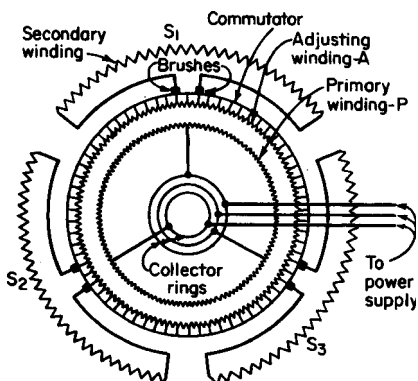 Secondary
winding
S1
Commutator
Brushes
Adjusting
winding-A
Primary
winding-P
Collector
rings
To
power
supply
S2
S3